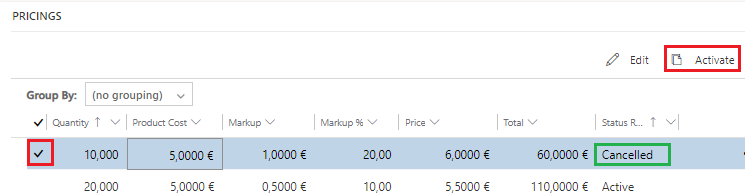 PRICINGS
Edit Activate
Group By: (no grouping)
Quantity Product Cost Markup Markup % Price Total Status R...
10,000 5,0000 € 1,0000 € 20,00 6,0000 € 60,0000 € Cancelled
20,000 5,0000 € 0,5000 € 10,00 5,5000 € 110,0000 € Active